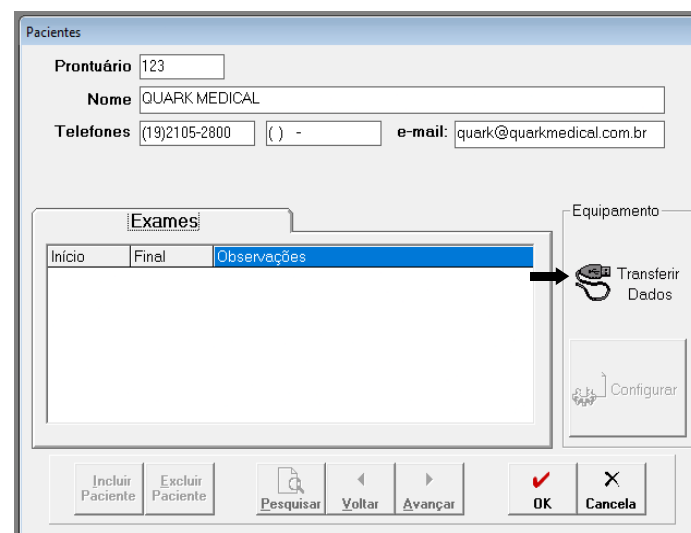 Pacientes
Prontuário 123
Nome QUARK MEDICAL
Telefones (19)2105-2800 ( ) - e-mail: quark@quarkmedical.com.br
Exames
Início Final Observações
Equipamento
Transferir
Dados
Configurar
Incluir
Paciente
Excluir
Paciente
Pesquisar
Voltar
Avançar
OK
Cancela